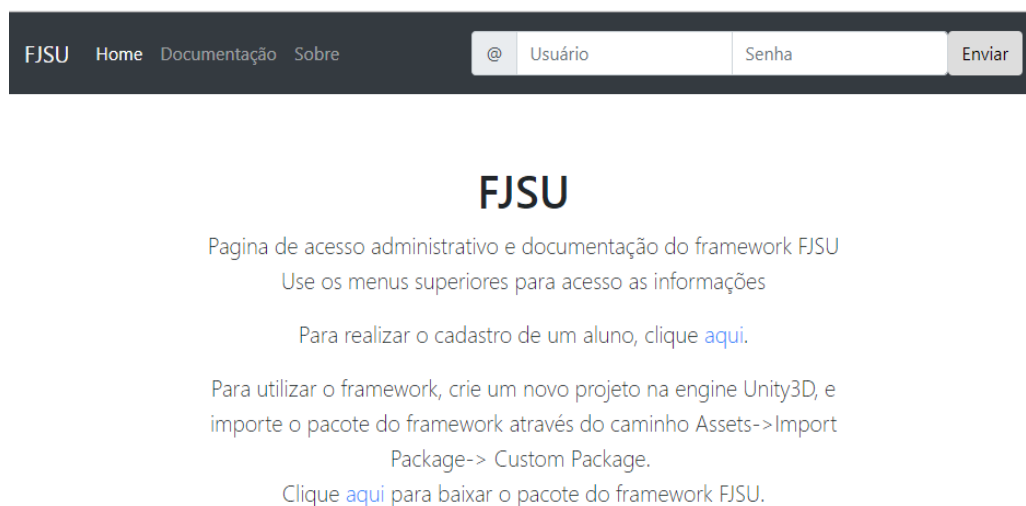 FJSU Home Documentação Sobre @ Usuário Senha Enviar
FJSU
Pagina de acesso administrativo e documentação do framework FJSU
Use os menus superiores para acesso as informações
Para realizar o cadastro de um aluno, clique aqui.
Para utilizar o framework, crie um novo projeto na engine Unity3D, e
importe o pacote do framework através do caminho Assets->Import
Package-> Custom Package.
Clique aqui para baixar o pacote do framework FJSU.